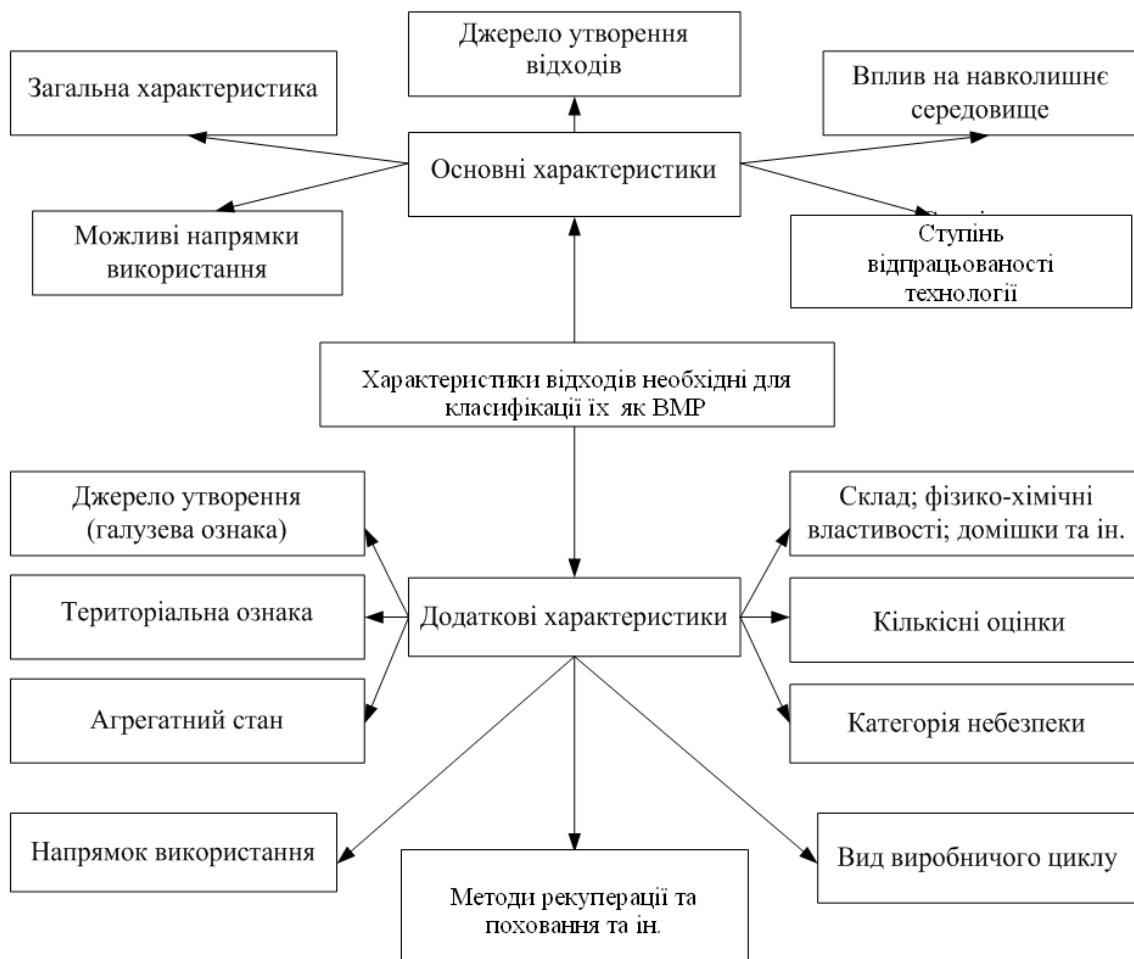 Джерело утворення
відходів
Загальна характеристика
Вплив на навколишнє
середовище
Основні характеристики
Можливі напрямки
використання
Ступінь
відпрацьованості
технології
Характеристики відходів необхідні для
класифікації їх як ВМР
Джерело утворення
(галузева ознака)
Склад; фізико-хімічні
властивості; домішки та ін.
Територіальна ознака
Додаткові характеристики
Кількісні оцінки
Агрегатний стан
Категорія небезпеки
Напрямок використання
Методи рекуперації та
поховання та ін.
Вид виробничого циклу